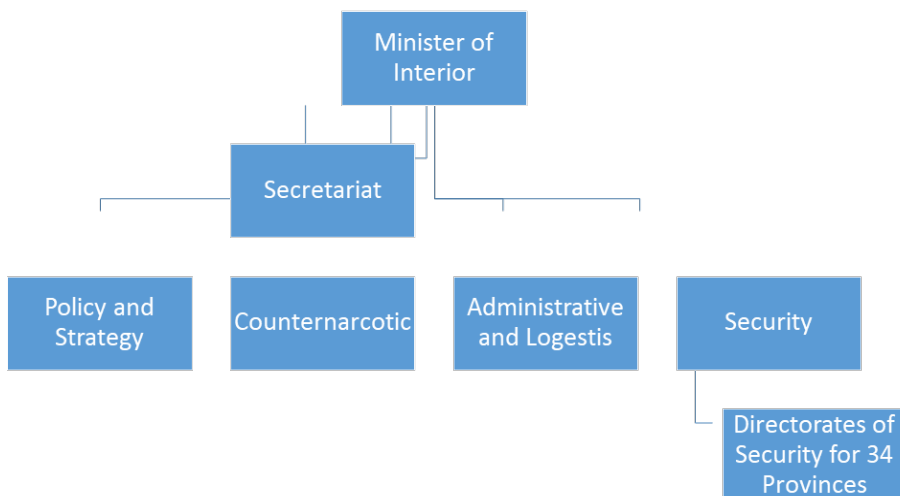 Minister of
Interior
Secretariat
Policy and
Strategy
Counternarcotic
Administrative
and Logestis
Security
Directorates of
Security for 34
Provinces